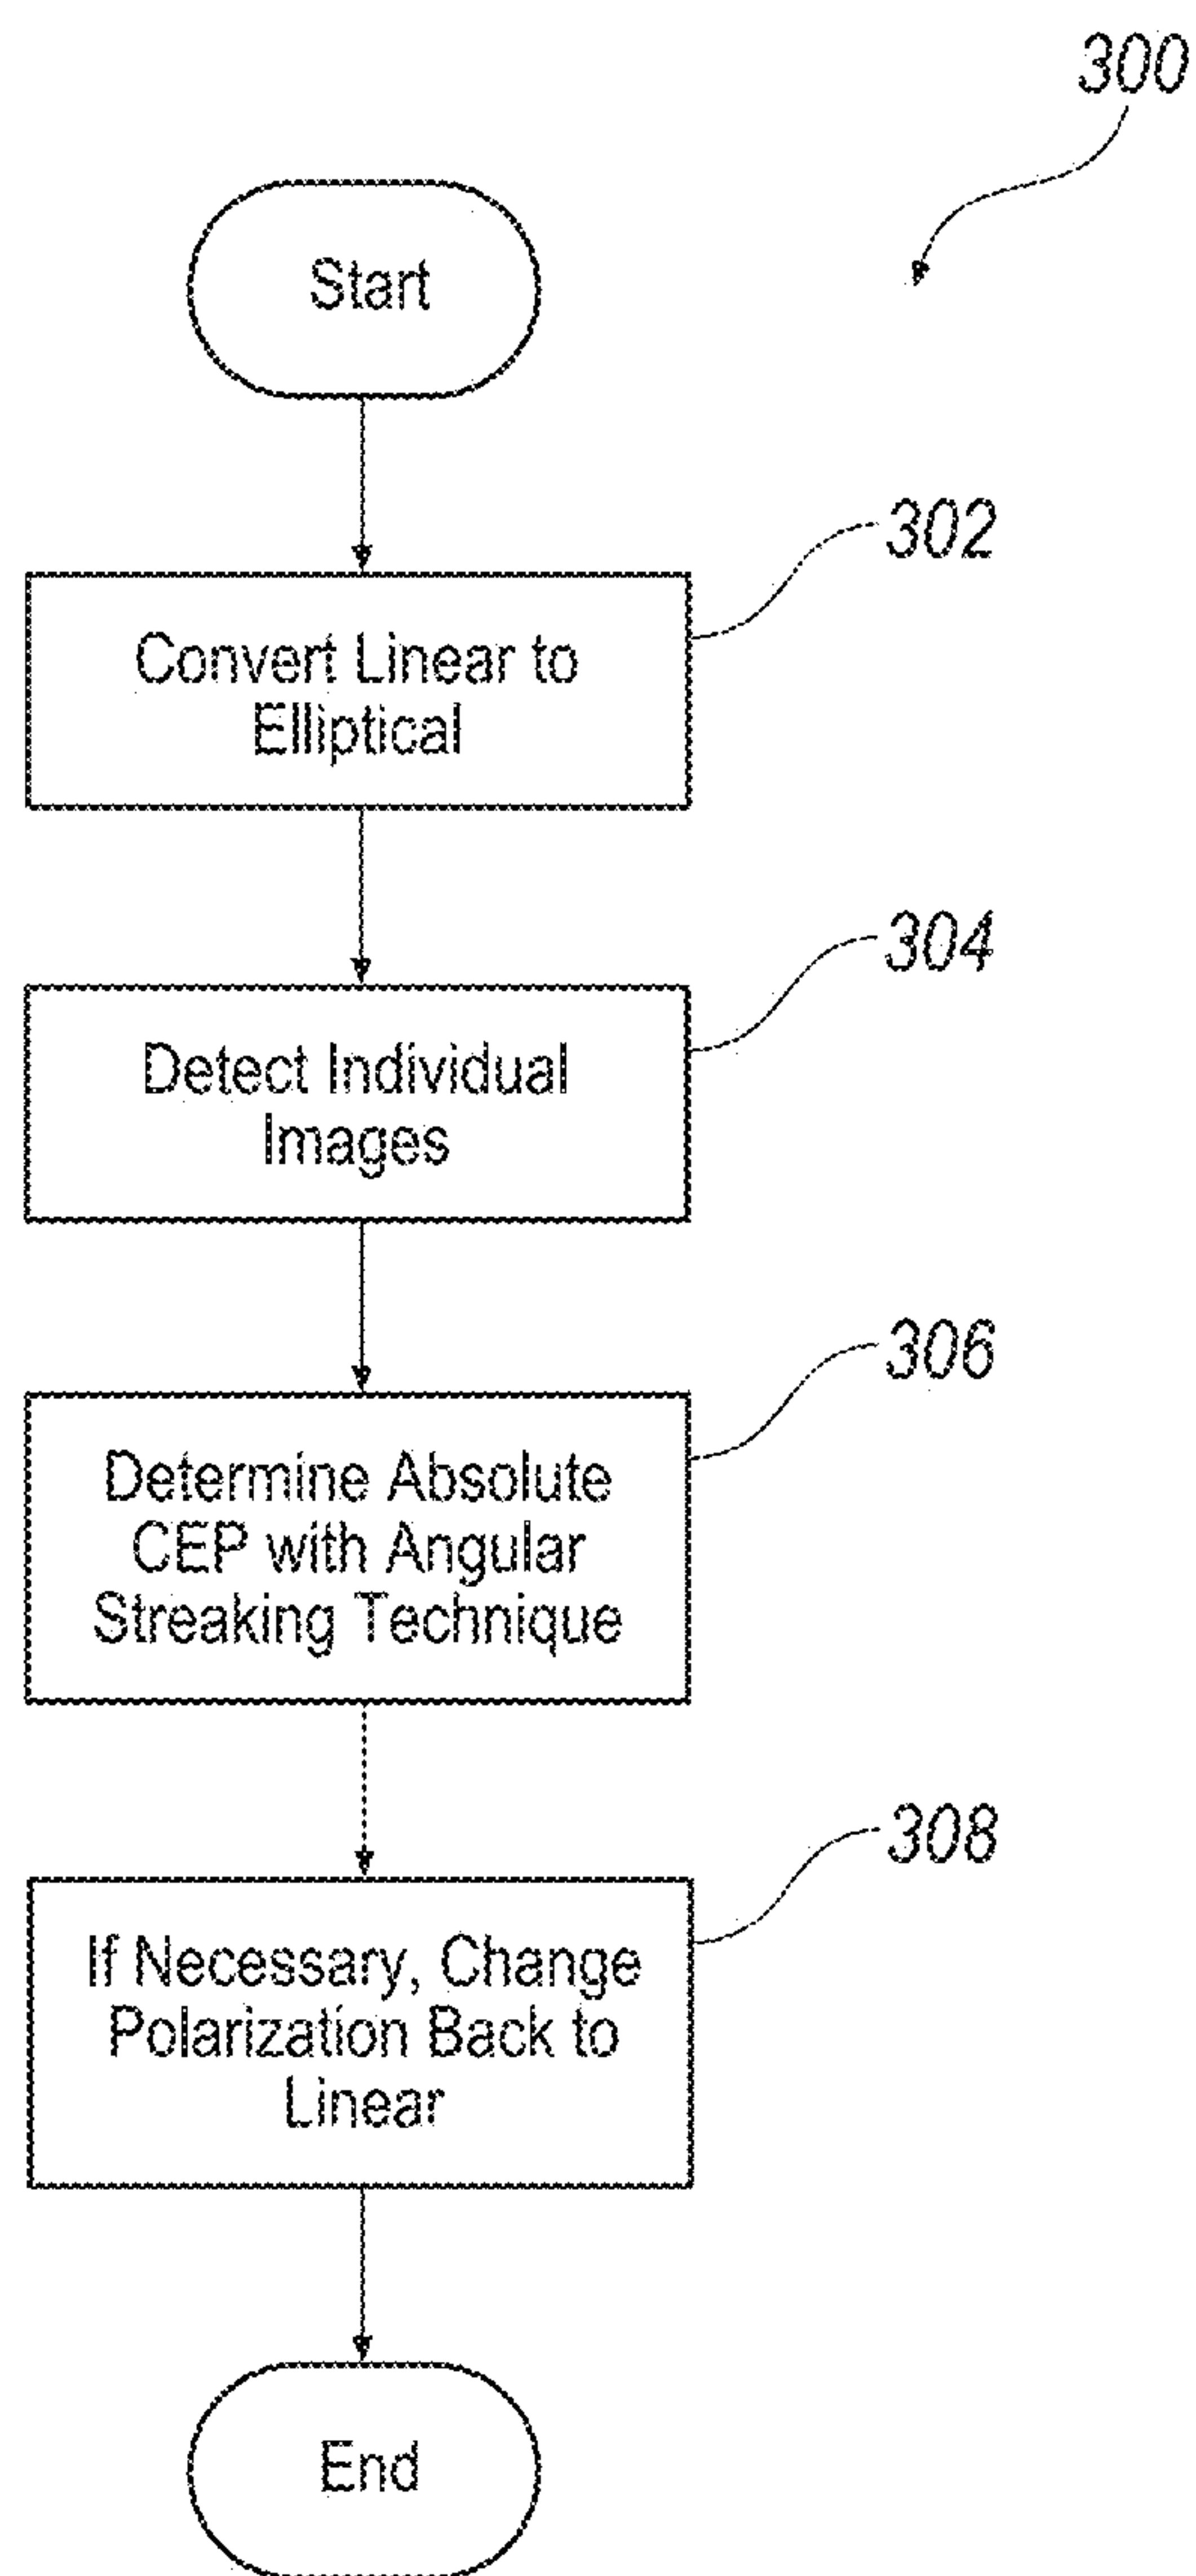 300
Start
302
Convert Linear to
Elliptical
304
Detect Individual
Images
306
Determine Absolute
CEP with Angular
Streaking Technique
308
If Necessary, Change
Polarization Back to
Linear
End